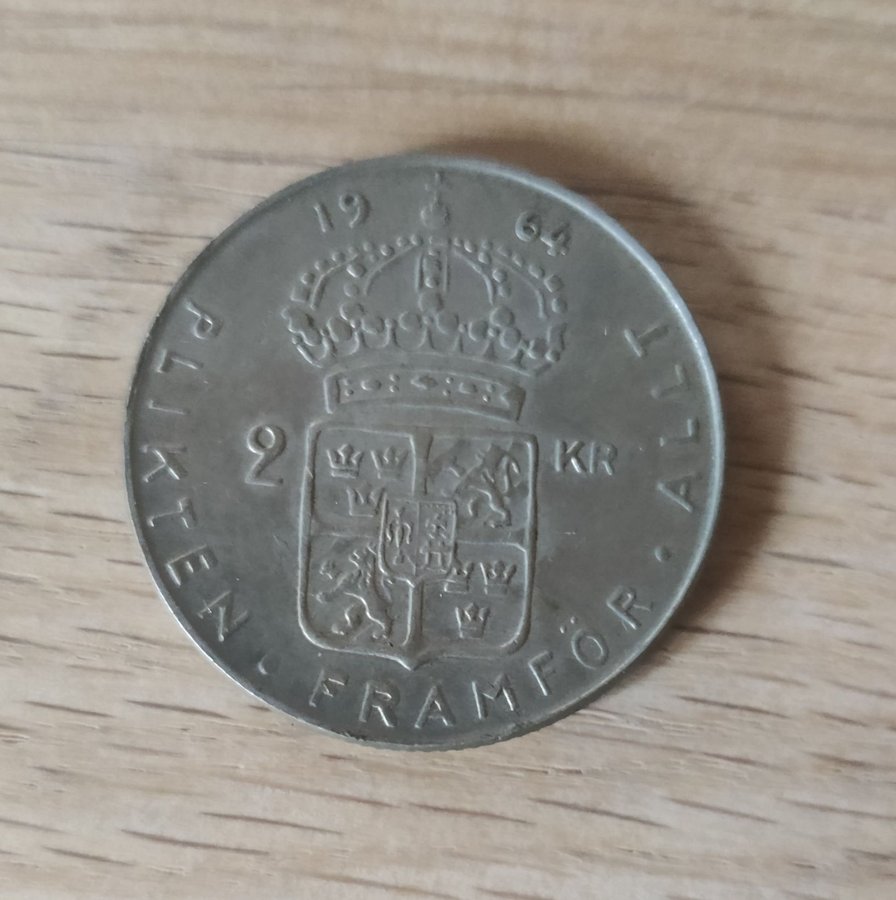 19 64
2 KR
PLIKTEN · FRAMFÖR · ALLT